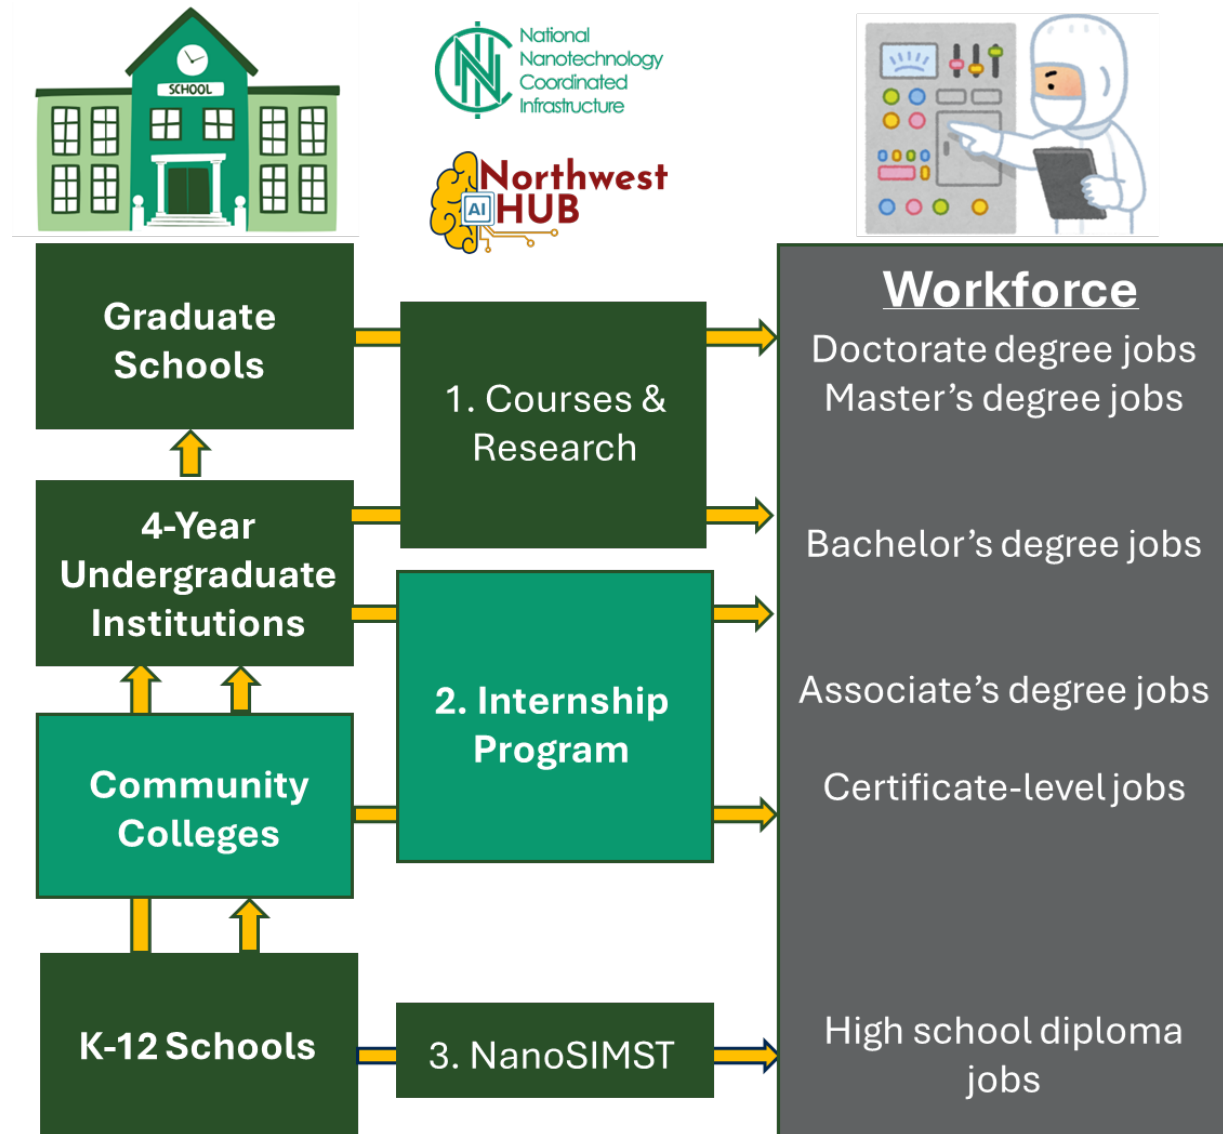 SCHOOL
National
Nanotechnology
Coordinated
Infrastructure
Northwest
AI HUB
Graduate
Schools
4-Year
Undergraduate
Institutions
Community
Colleges
K-12 Schools
1. Courses &
Research
2. Internship
Program
3. NanoSIMST
Workforce
Doctorate degree jobs
Master’s degree jobs
Bachelor’s degree jobs
Associate’s degree jobs
Certificate-level jobs
High school diploma
jobs